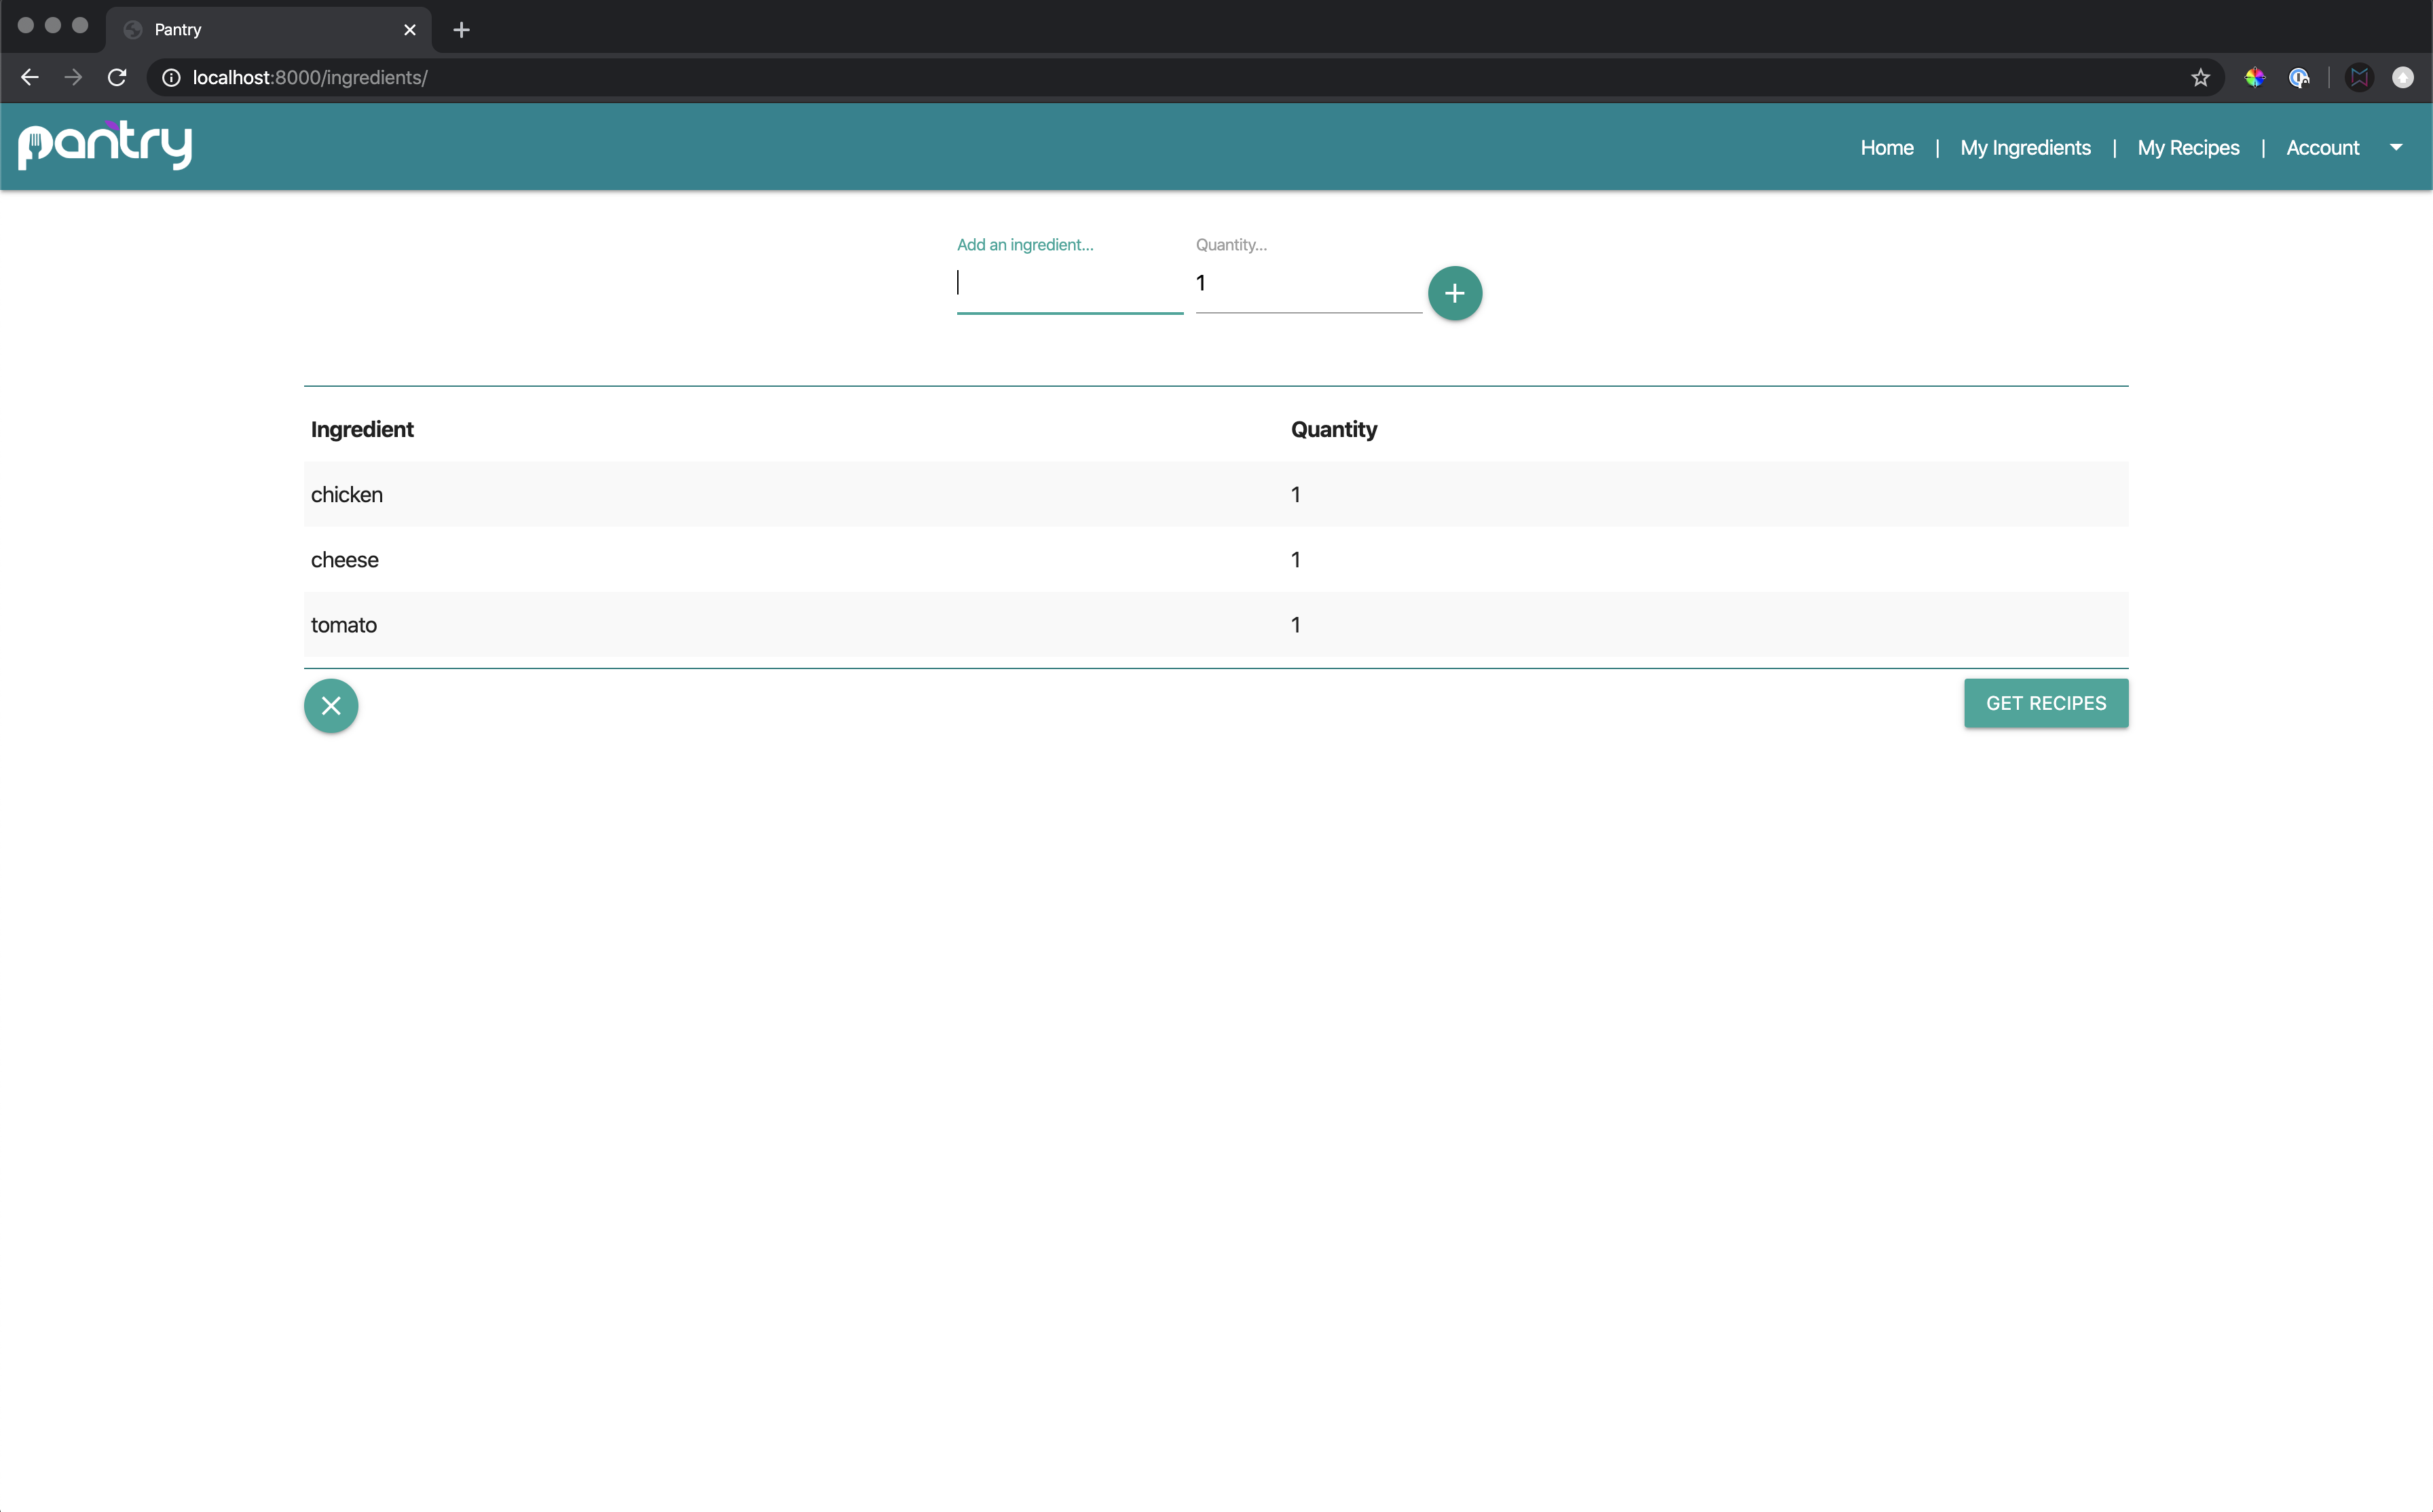 Pantry
localhost:8000/ingredients/
pantry
Home | My Ingredients | My Recipes | Account
Add an ingredient... Quantity...
1
Ingredient Quantity
chicken 1
cheese 1
tomato 1
GET RECIPES